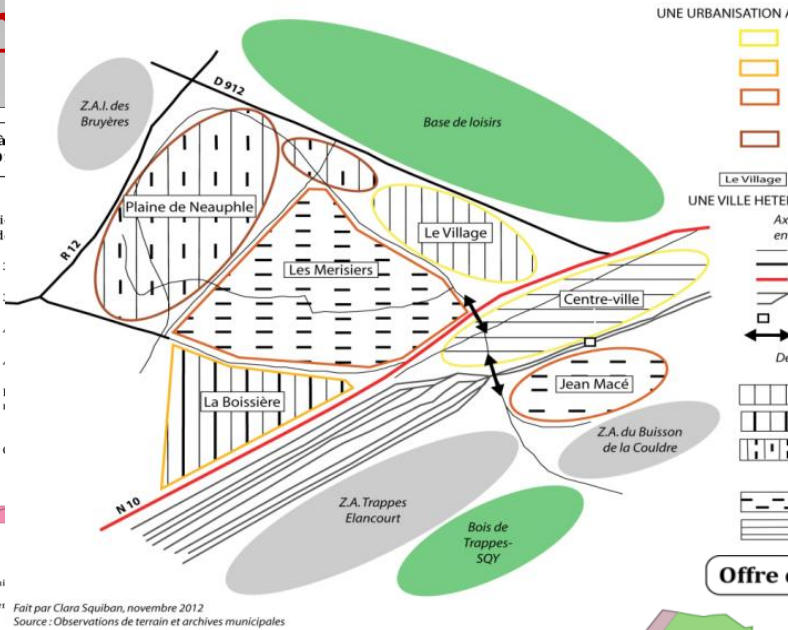 UNE URBANISATION
Z.A.I. des
Bruyères
D 912
Base de loisirs
Plaine de Neauphle
Le Village
Le Village
UNE VILLE
R 12
Les Merisiers
Centre-ville
La Boissière
Jean Macé
Z.A. du Buisson
de la Couldre
N 10
Z.A. Trappes
Elancourt
Bois de
Trappes-
SQY
Offre
Fait par Clara Squiban, novembre 2012
Source : Observations de terrain et archives municipales